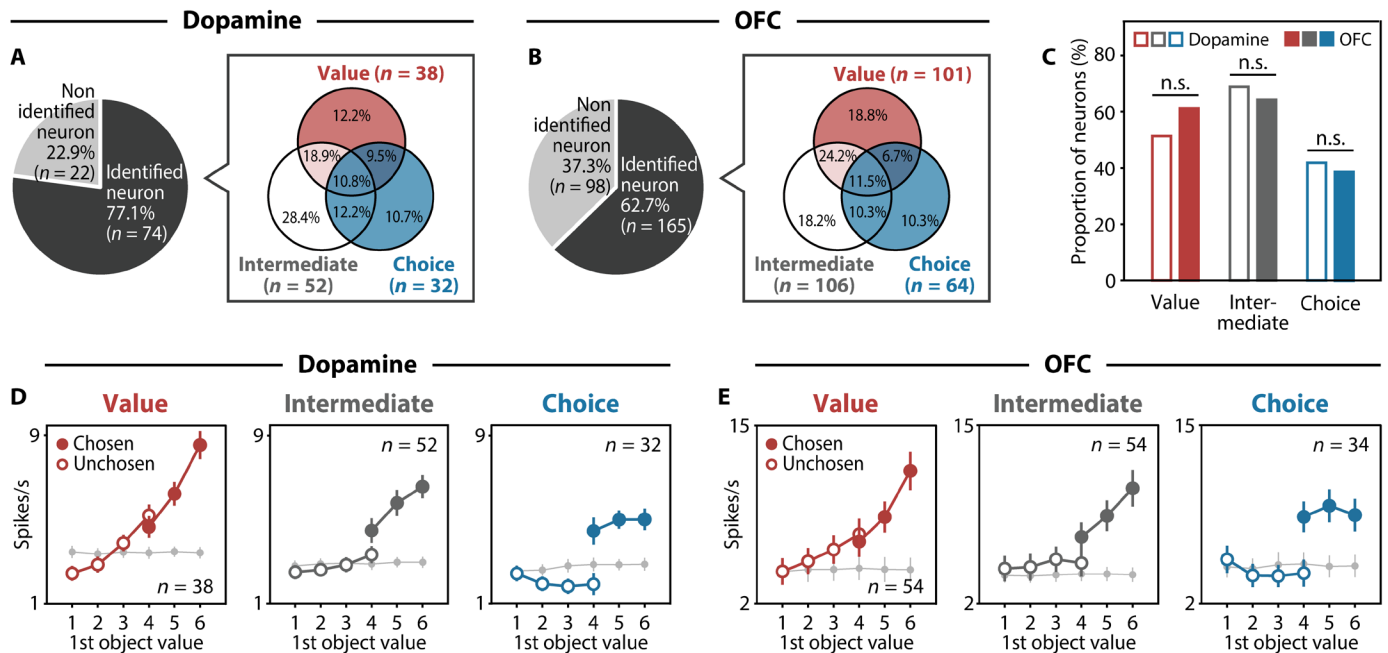 Dopamine
A
Non
identified
neuron
22.9%
(n = 22)
Identified
neuron
77.1%
(n = 74)
Value (n = 38)
12.2%
18.9%
9.5%
10.8%
28.4%
12.2%
10.7%
Intermediate
(n = 52)
Choice
(n = 32)
OFC
B
Non
identified
neuron
37.3%
(n = 98)
Identified
neuron
62.7%
(n = 165)
Value (n = 101)
18.8%
24.2%
6.7%
11.5%
18.2%
10.3%
10.3%
Intermediate
(n = 106)
Choice
(n = 64)
C
Dopamine
OFC
Proportion of neurons (%)
80
60
40
20
0
n.s.
n.s.
n.s.
Value
Inter-
mediate
Choice
Dopamine
D
Value
9
1
Spikes/s
Chosen
Unchosen
n = 38
1 2 3 4 5 6
1st object value
Intermediate
9
1
n = 52
1 2 3 4 5 6
1st object value
Choice
9
1
n = 32
1 2 3 4 5 6
1st object value
OFC
E
Value
15
2
Spikes/s
Chosen
Unchosen
n = 54
1 2 3 4 5 6
1st object value
Intermediate
15
2
n = 54
1 2 3 4 5 6
1st object value
Choice
15
2
n = 34
1 2 3 4 5 6
1st object value